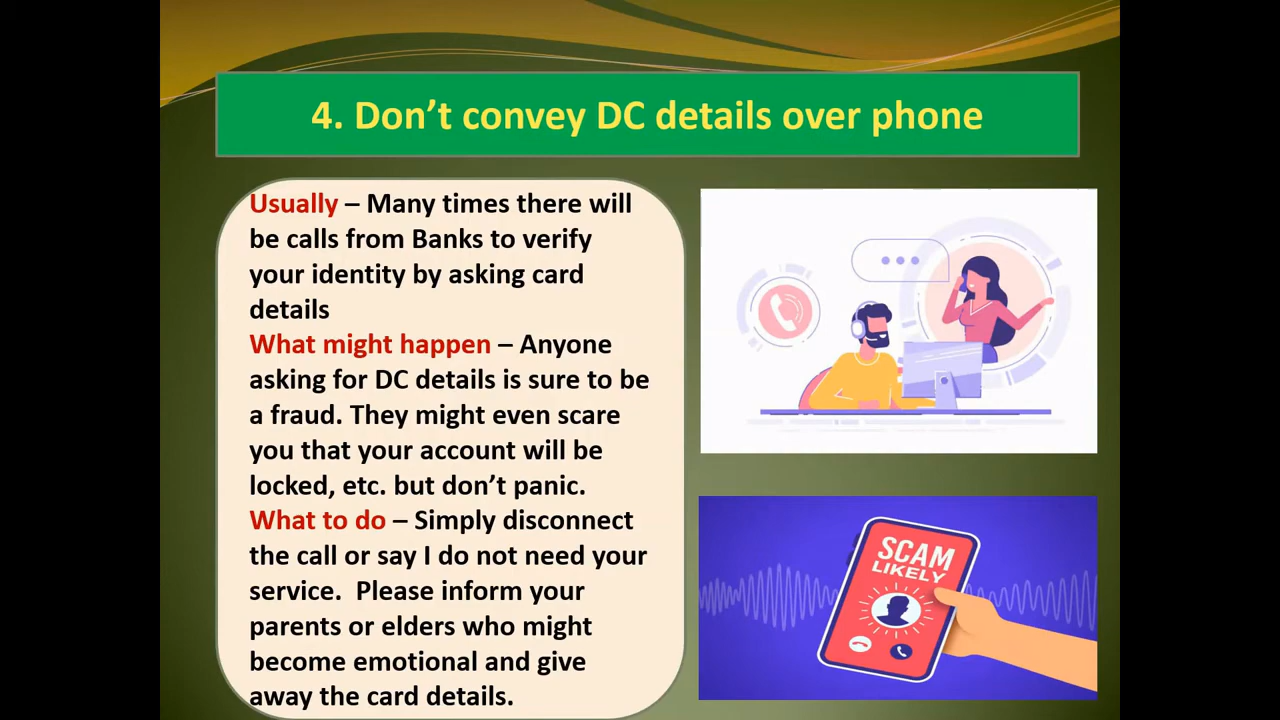 4. Don’t convey DC details over phone
Usually – Many times there will
be calls from Banks to verify
your identity by asking card
details
What might happen – Anyone
asking for DC details is sure to be
a fraud. They might even scare
you that your account will be
locked, etc. but don’t panic.
What to do – Simply disconnect
the call or say I do not need your
service.  Please inform your
parents or elders who might
become emotional and give
away the card details.
SCAM
LIKELY